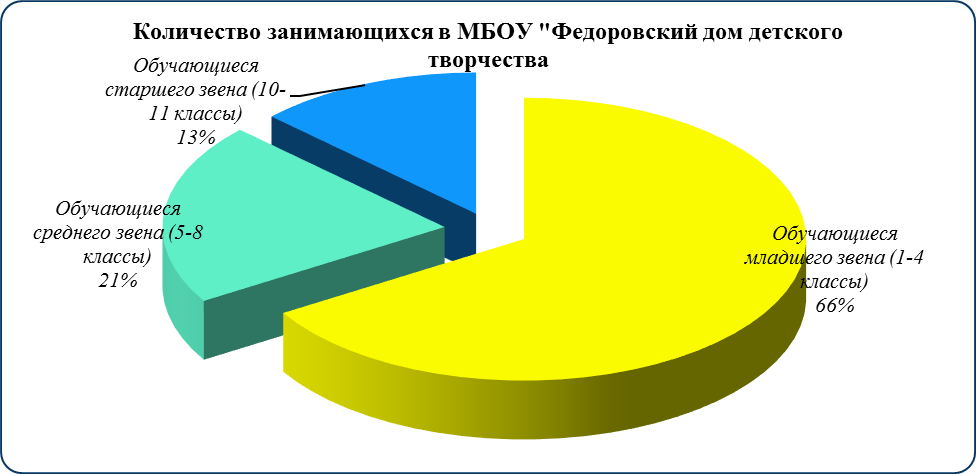 Количество занимающихся в МБОУ "Федоровский дом детского
творчества
Обучающиеся
старшего звена (10-
11 классы)
13%
Обучающиеся
среднего звена (5-8
классы)
21%
Обучающиеся
младщего звена (1-4
классы)
66%